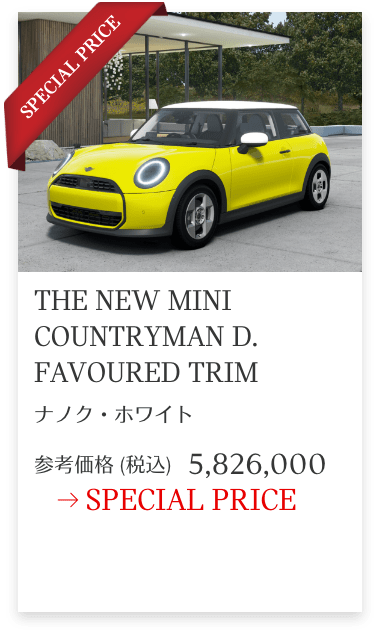 SPECIAL PRICE
THE NEW MINI
COUNTRYMAN D.
FAVOURED TRIM
ナノク・ホワイト
参考価格 (税込) 5,826,000
→ SPECIAL PRICE